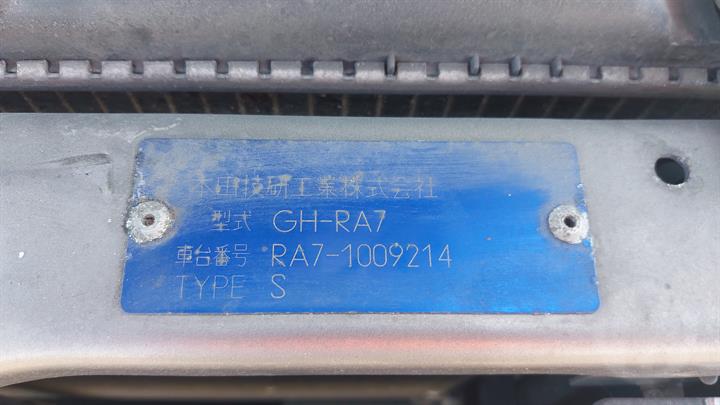 本田技研工業株式会社
型式 GH-RA7
車台番号 RA7-1009214
TYPE S